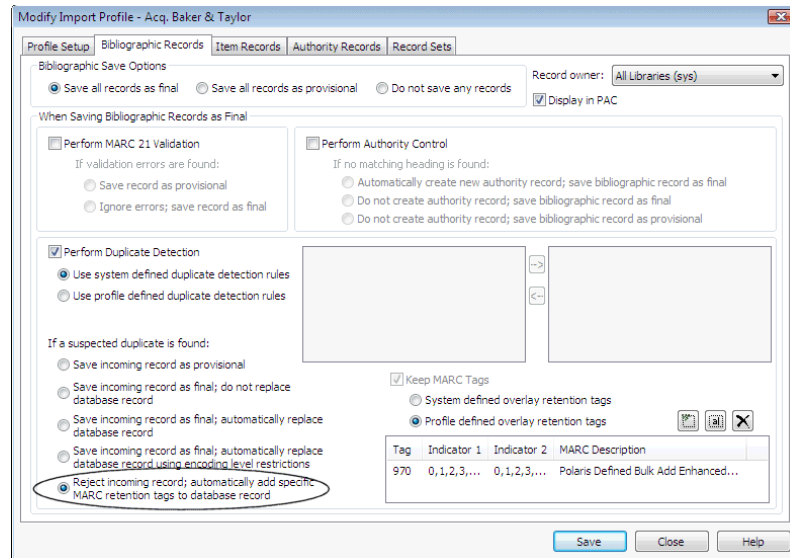 Modify Import Profile - Acq. Baker & Taylor
Profile Setup
Bibliographic Records
Item Records
Authority Records
Record Sets
Bibliographic Save Options
Save all records as final
Save all records as provisional
Do not save any records
Record owner:
All Libraries (sys)
Display in PAC
When Saving Bibliographic Records as Final
Perform MARC 21 Validation
If validation errors are found:
Save record as provisional
Ignore errors; save record as final
Perform Authority Control
If no matching heading is found:
Automatically create new authority record; save bibliographic record as final
Do not create authority record; save bibliographic record as final
Do not create authority record; save bibliographic record as provisional
Perform Duplicate Detection
Use system defined duplicate detection rules
Use profile defined duplicate detection rules
-->
<--
If a suspected duplicate is found:
Save incoming record as provisional
Save incoming record as final; do not replace
database record
Save incoming record as final; automatically replace
database record
Save incoming record as final; automatically replace
database record using encoding level restrictions
Reject incoming record; automatically add specific
MARC retention tags to database record
Keep MARC Tags
System defined overlay retention tags
Profile defined overlay retention tags
Tag Indicator 1 Indicator 2 MARC Description
970 0,1,2,3,... 0,1,2,3,... Polaris Defined Bulk Add Enhanced...
Save
Close
Help